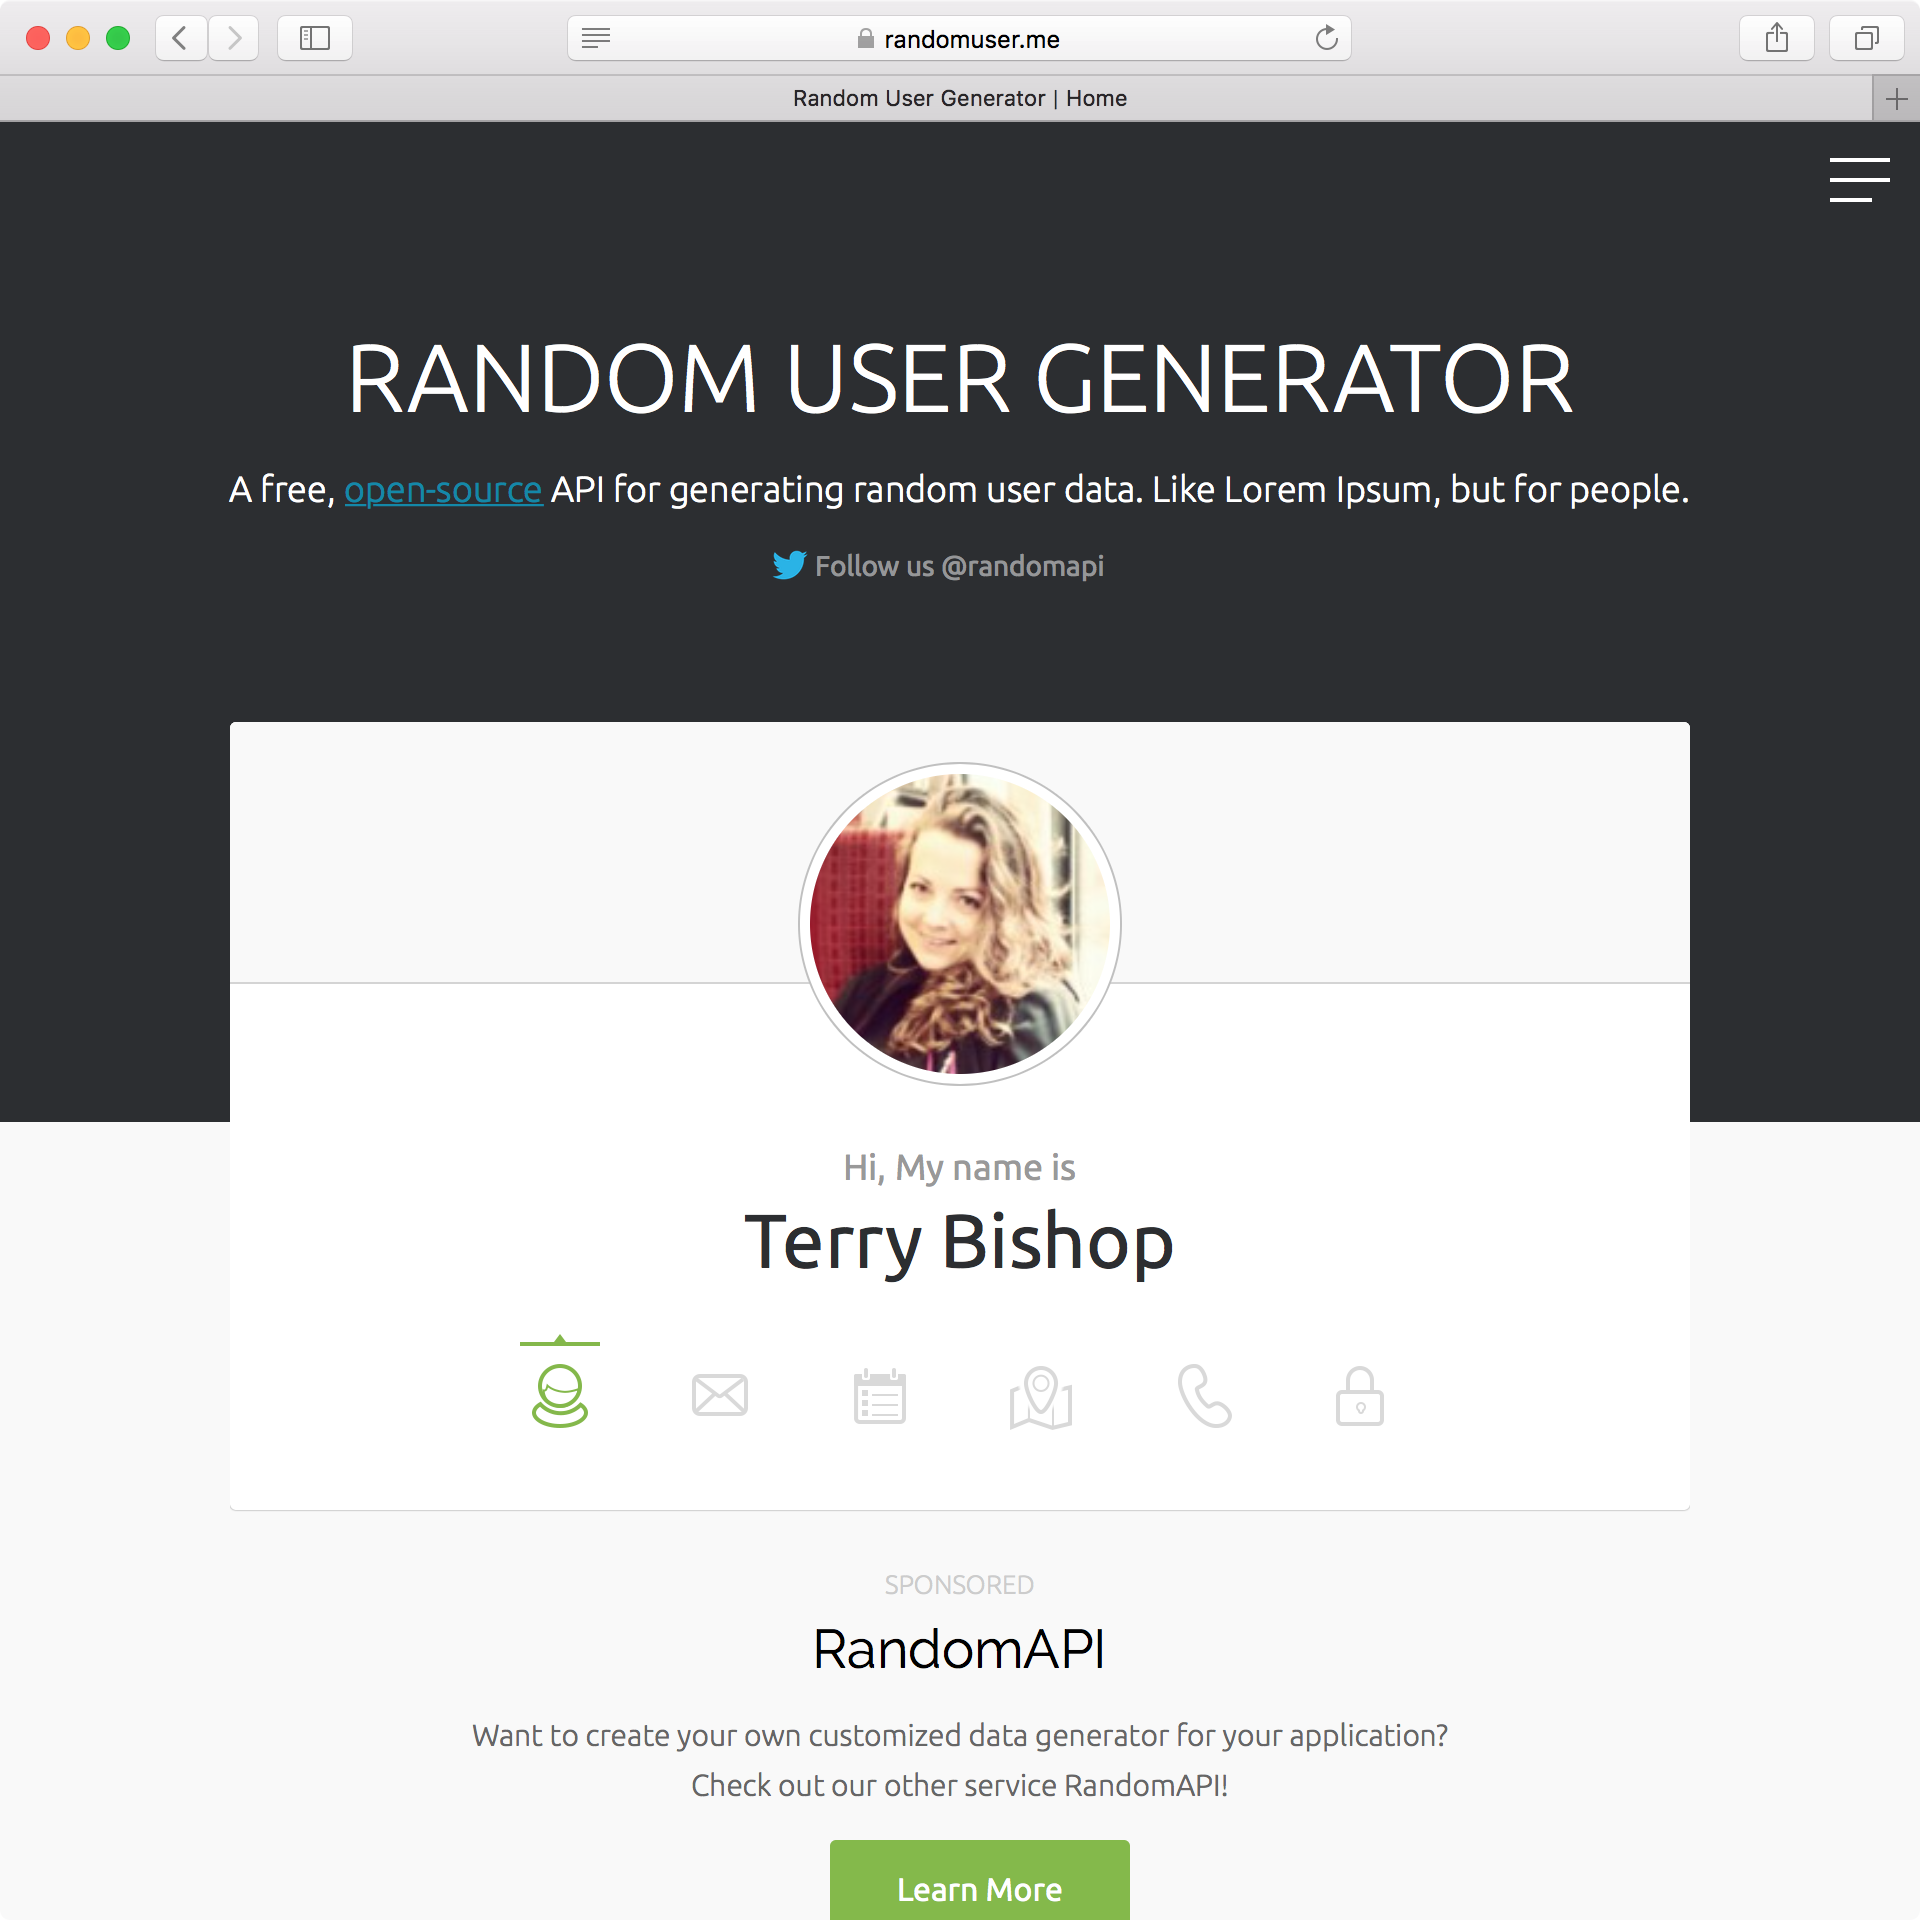 randomuser.me
Random User Generator | Home
RANDOM USER GENERATOR
A free, open-source API for generating random user data. Like Lorem Ipsum, but for people.
Follow us @randomapi
Hi, My name is
Terry Bishop
SPONSORED
RandomAPI
Want to create your own customized data generator for your application?
Check out our other service RandomAPI!
Learn More